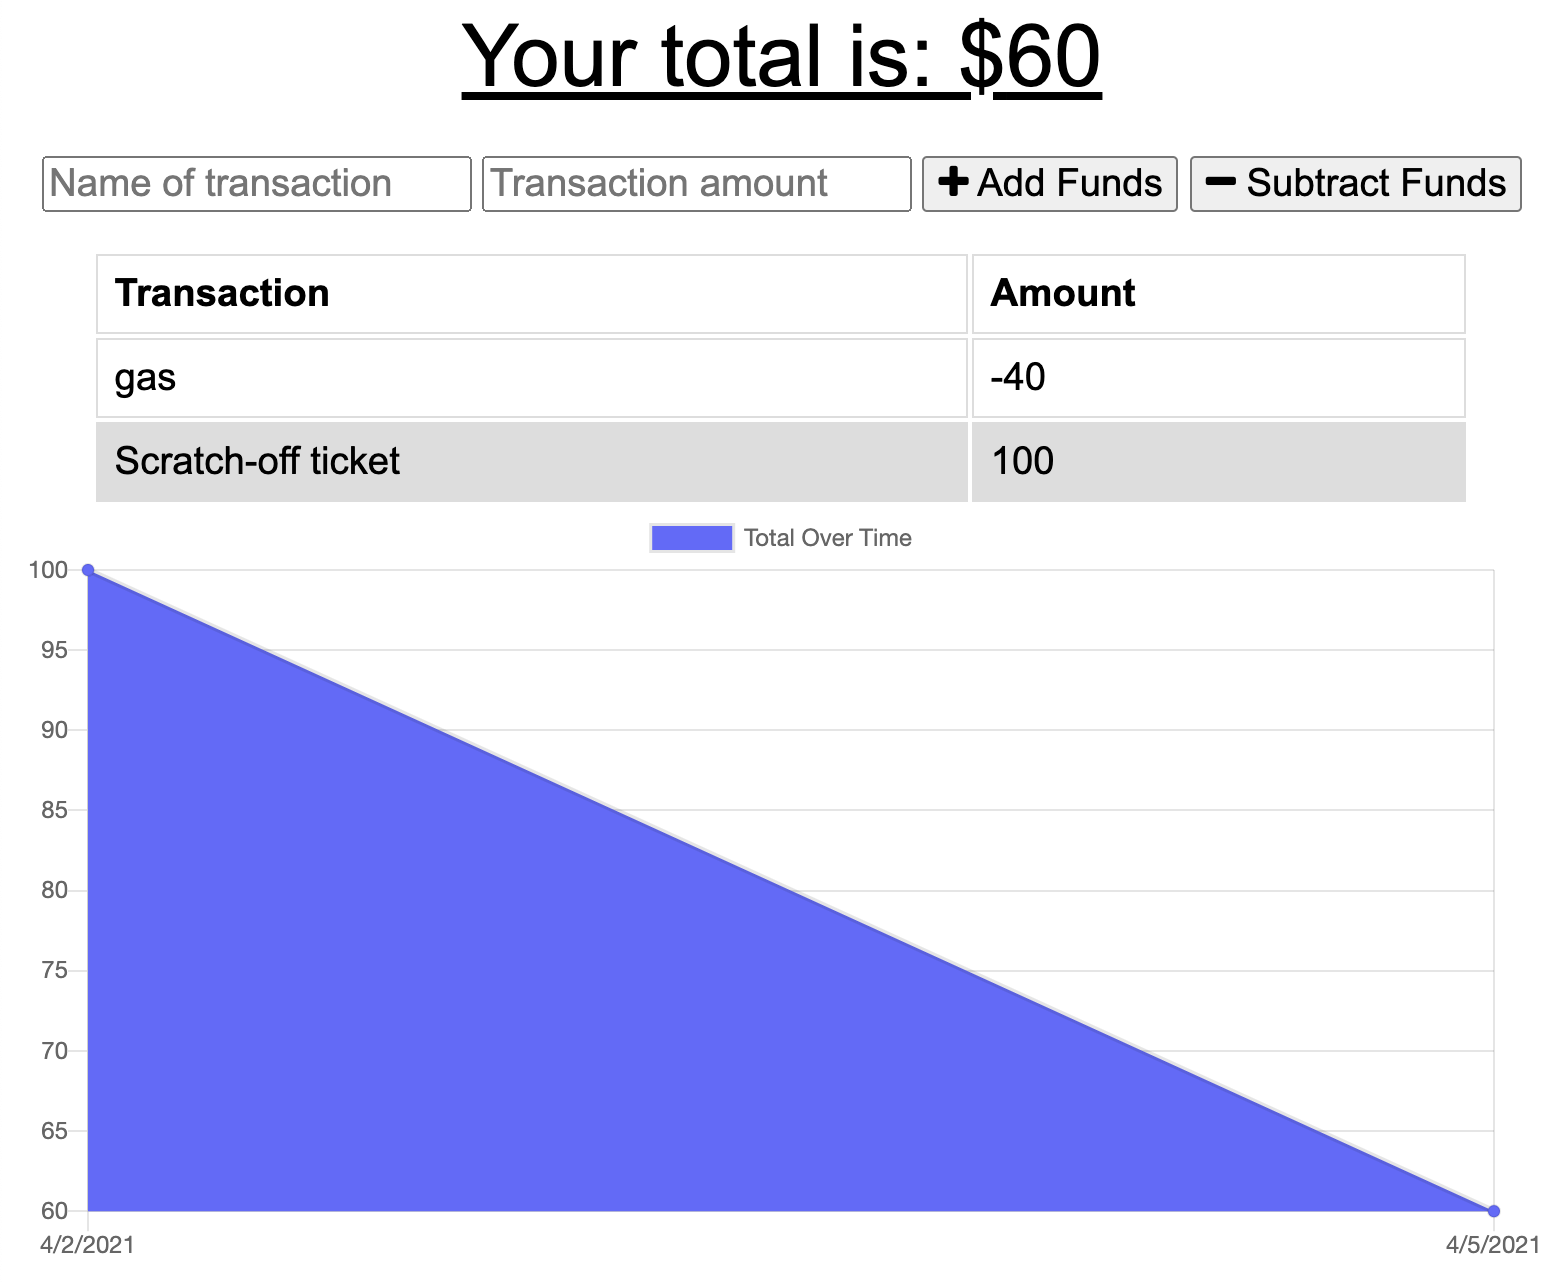 Your total is: $60
Name of transaction Transaction amount Add Funds Subtract Funds
Transaction Amount
gas -40
Scratch-off ticket 100
Total Over Time
100
95
90
85
80
75
70
65
60
4/2/2021 4/5/2021